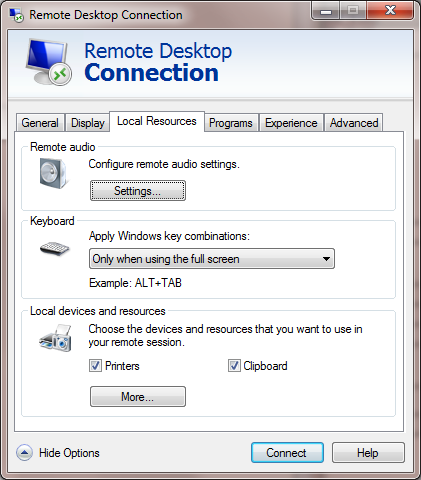 Remote Desktop Connection
Remote Desktop
Connection
General Display Local Resources Programs Experience Advanced
Remote audio
Configure remote audio settings.
Settings...
Keyboard
Apply Windows key combinations:
Only when using the full screen
Example: ALT+TAB
Local devices and resources
Choose the devices and resources that you want to use in
your remote session.
Printers Clipboard
More...
Hide Options Connect Help